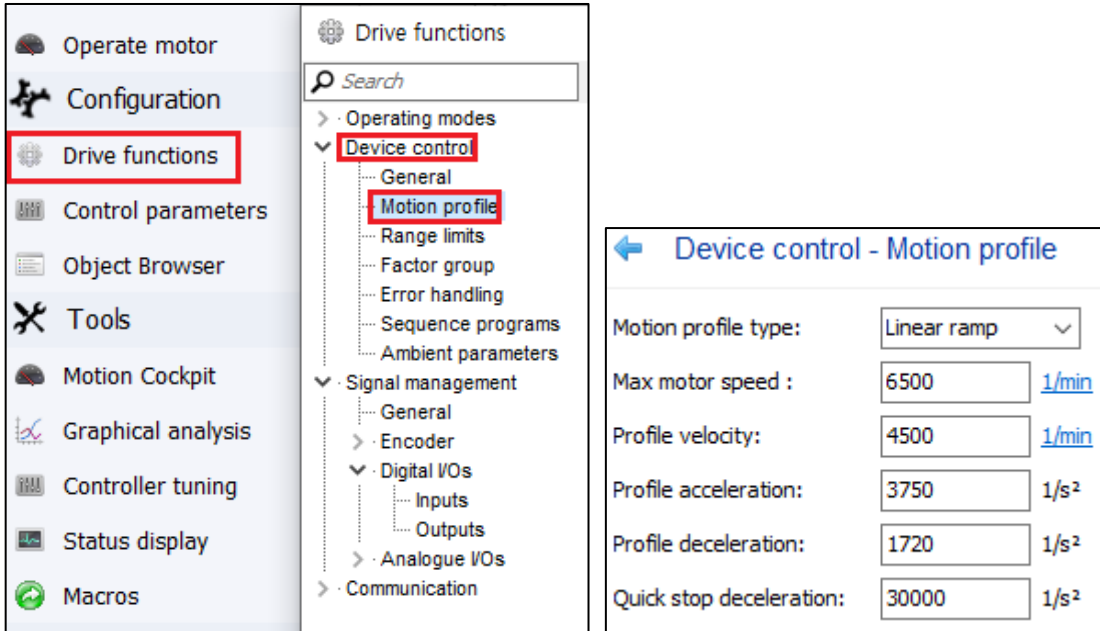 Operate motor
Configuration
Drive functions
Control parameters
Object Browser
Tools
Motion Cockpit
Graphical analysis
Controller tuning
Status display
Macros
Drive functions
Search
Operating modes
Device control
General
Motion profile
Range limits
Factor group
Error handling
Sequence programs
Ambient parameters
Signal management
General
Encoder
Digital I/Os
Inputs
Outputs
Analogue I/Os
Communication
Device control - Motion profile
Motion profile type: Linear ramp
Max motor speed : 6500 1/min
Profile velocity: 4500 1/min
Profile acceleration: 3750 1/s²
Profile deceleration: 1720 1/s²
Quick stop deceleration: 30000 1/s²